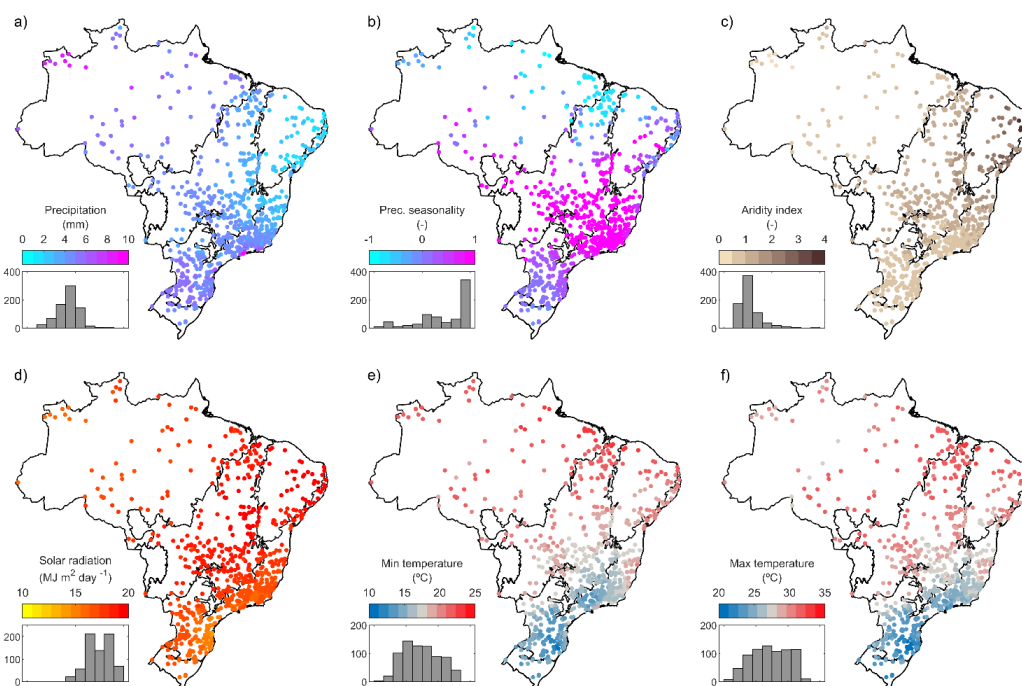 a)
b)
c)
Precipitation
(mm)
0 2 4 6 8 10
400
200
0
Prec. seasonality
(-)
-1 0 1
400
200
0
Aridity index
(-)
0 1 2 3 4
400
200
0
d)
e)
f)
Solar radiation
(MJ m² day ⁻¹)
10 15 20
200
100
0
Min temperature
(ºC)
10 15 20 25
200
100
0
Max temperature
(ºC)
20 25 30 35
200
100
0